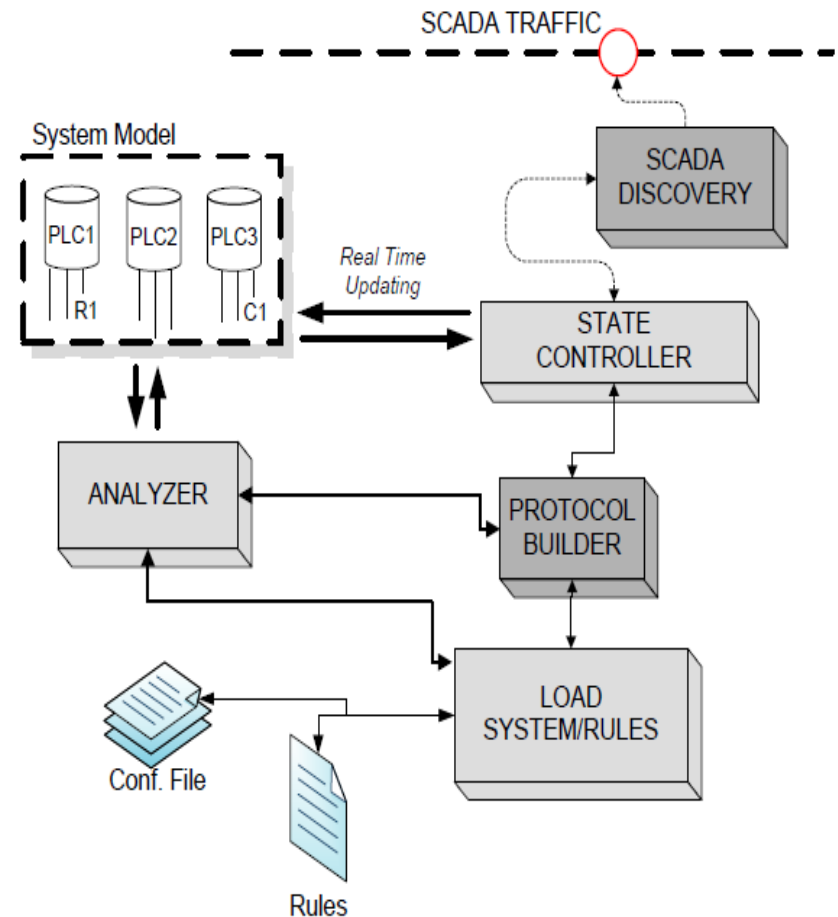 SCADA TRAFFIC
System Model
SCADA
DISCOVERY
PLC1
PLC2
PLC3
R1
C1
Real Time
Updating
STATE
CONTROLLER
ANALYZER
PROTOCOL
BUILDER
LOAD
SYSTEM/RULES
Conf. File
Rules